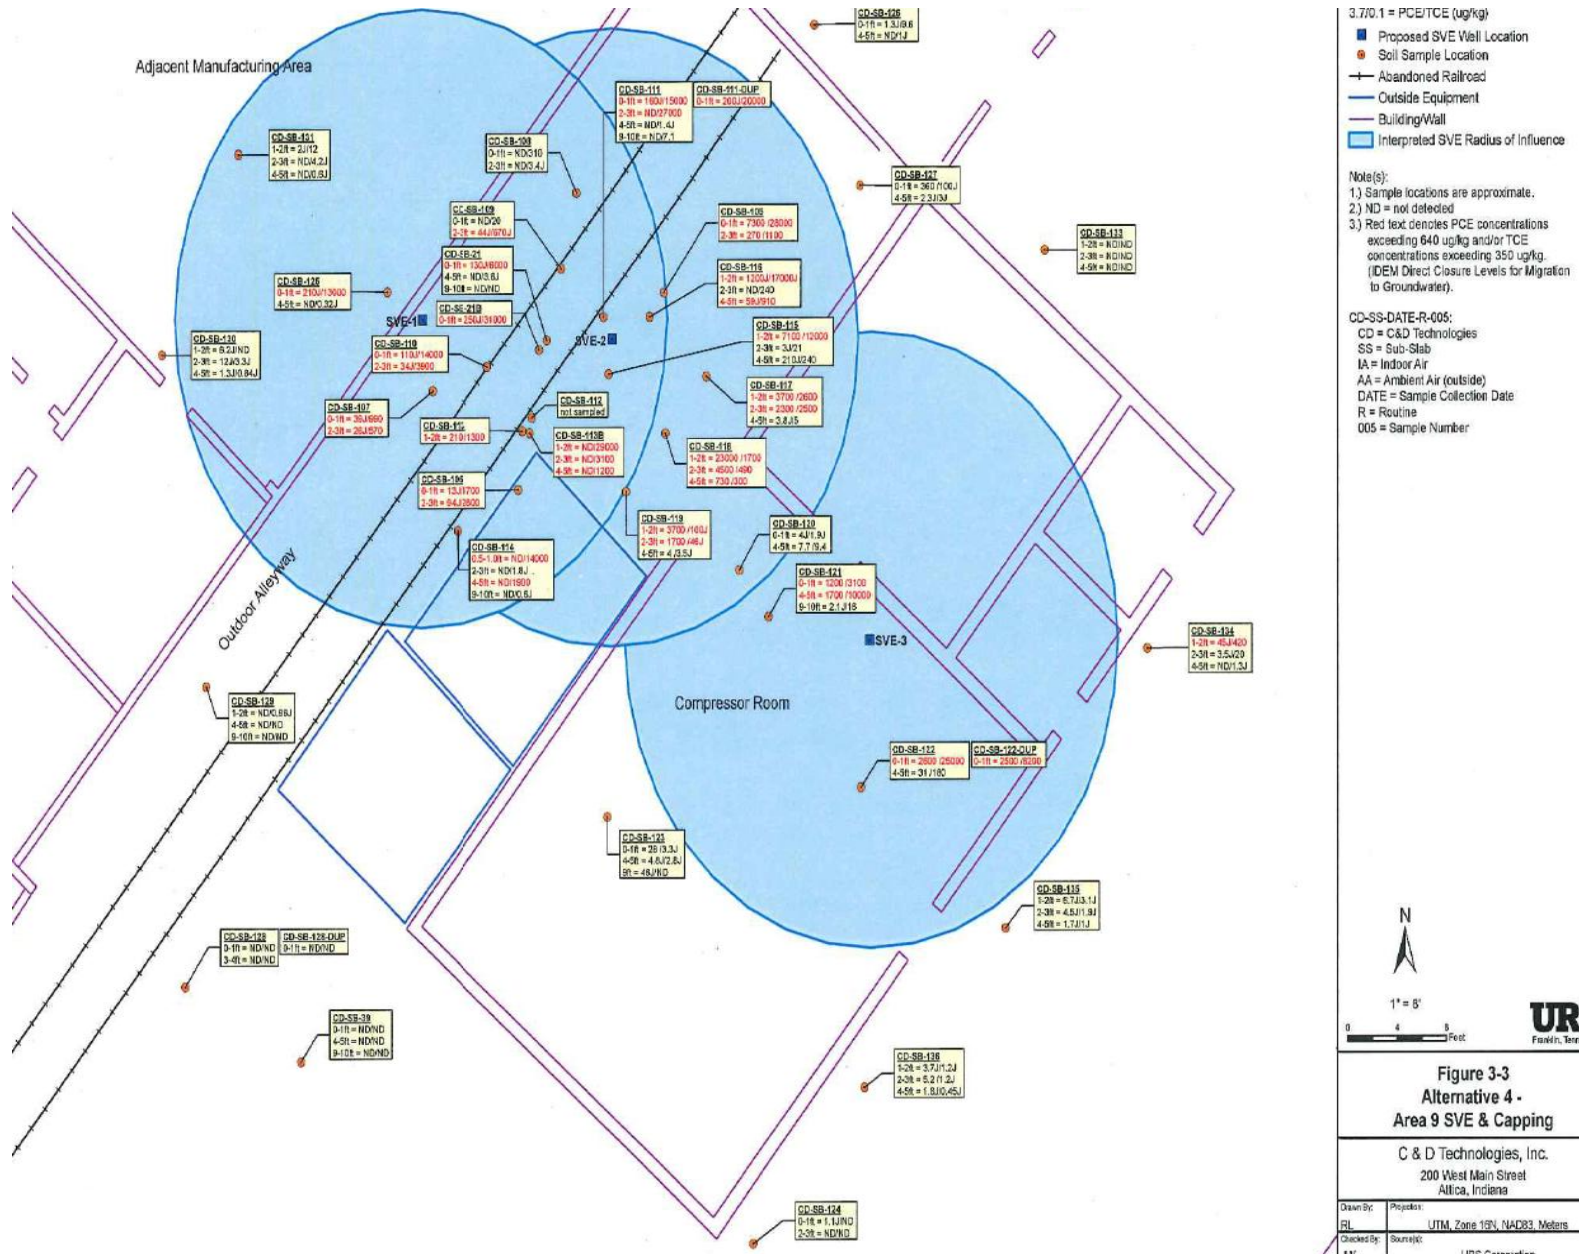 CD-SB-126
0-1ft = 1.3J/9.6
4-5ft = ND/1J
Adjacent Manufacturing Area
CD-SB-111
0-1ft = 160J/15000
2-3ft = ND/27000
4-5ft = ND/1.4J
9-10ft = ND/7.1
CD-SB-111-DUP
0-1ft = 260J/20000
CD-SB-131
1-2ft = 2J/12
2-3ft = ND/4.2J
4-5ft = ND/0.6J
CD-SB-108
0-1ft = ND/310
2-3ft = ND/3.4J
CD-SB-127
0-1ft = 360 /100J
4-5ft = 2.3J/3J
CD-SB-109
0-1ft = ND/20
2-3ft = 44J/670J
CD-SB-105
0-1ft = 7300 /28000
2-3ft = 270 /1100
CD-SB-133
1-2ft = ND/ND
2-3ft = ND/ND
4-5ft = ND/ND
CD-SB-21
0-1ft = 130J/6000
4-5ft = ND/3.6J
9-10ft = ND/ND
CD-SB-116
1-2ft = 1200J/17000J
2-3ft = ND/240
4-5ft = 59J/910
0-1ft = 210J/13000
4-5ft = ND/0.32J
CD-SB-21B
0-1ft = 250J/31000
SVE-1
SVE-2
CD-SB-115
1-2ft = 7100 /12000
2-3ft = 3J/21
4-5ft = 210J/240
CD-SB-130
1-2ft = 6.2J/ND
2-3ft = 12J/3.3J
4-5ft = 1.3J/0.84J
CD-SB-110
0-1ft = 110J/14000
2-3ft = 34J/3900
CD-SB-117
1-2ft = 3700 /2600
2-3ft = 2300 /2500
4-5ft = 3.8J/5
CD-SB-107
0-1ft = 39J/990
2-3ft = 26J/570
CD-SB-112
not sampled
1-2ft = 210/1300
CD-SB-113B
1-2ft = ND/29000
2-3ft = ND/3100
4-5ft = ND/1200
CD-SB-118
1-2ft = 23000 /1700
2-3ft = 4500 /490
4-5ft = 730 /300
CD-SB-106
0-1ft = 13J/1700
2-3ft = 94J/2600
CD-SB-119
1-2ft = 3700 /180J
2-3ft = 1700 /46J
4-5ft = 4 /3.5J
CD-SB-120
0-1ft = 4J/1.9J
4-5ft = 7.7 /9.4
CD-SB-114
0.5-1.0ft = ND/14000
2-3ft = ND/1.8J
4-5ft = ND/1900
9-10ft = ND/0.6J
CD-SB-121
0-1ft = 1200 /3100
4-5ft = 1700 /10000
9-10ft = 2.1J/16
Outdoor Alleyway
SVE-3
CD-SB-134
1-2ft = 45J/420
2-3ft = 3.5J/20
4-5ft = ND/1.3J
CD-SB-129
1-2ft = ND/0.86J
4-5ft = ND/ND
9-10ft = ND/ND
Compressor Room
CD-SB-122
0-1ft = 2600 /25000
4-5ft = 31 /180
CD-SB-122-DUP
0-1ft = 2500 /8200
CD-SB-123
0-1ft = 28 /3.3J
4-5ft = 4.6J/2.8J
9ft = 46J/ND
CD-SB-135
1-2ft = 6.7J/3.1J
2-3ft = 4.5J/1.9J
4-5ft = 1.7J/1J
CD-SB-128
0-1ft = ND/ND
3-4ft = ND/ND
CD-SB-128-DUP
0-1ft = ND/ND
CD-SB-39
0-1ft = ND/ND
4-5ft = ND/ND
9-10ft = ND/ND
CD-SB-136
1-2ft = 3.7J/1.2J
2-3ft = 5.2 /1.2J
4-5ft = 1.8J/0.45J
CD-SB-124
0-1ft = 1.1J/ND
2-3ft = ND/ND
3.7/0.1 = PCE/TCE (ug/kg)
Proposed SVE Well Location
Soil Sample Location
Abandoned Railroad
Outside Equipment
Building/Wall
Interpreted SVE Radius of Influence
Note(s):
1.) Sample locations are approximate.
2.) ND = not detected
3.) Red text denotes PCE concentrations
exceeding 640 ug/kg and/or TCE
concentrations exceeding 350 ug/kg.
(IDEM Direct Closure Levels for Migration
to Groundwater).
CD-SS-DATE-R-005:
CD = C&D Technologies
SS = Sub-Slab
IA = Indoor Air
AA = Ambient Air (outside)
DATE = Sample Collection Date
R = Routine
005 = Sample Number
N
1" = 8'
0 4 8
Feet
UR
Franklin, Tenn
Figure 3-3
Alternative 4 -
Area 9 SVE & Capping
C & D Technologies, Inc.
200 West Main Street
Attica, Indiana
Drawn By:
RL
Projection:
UTM, Zone 16N, NAD83, Meters
Checked By:
Source(s):
URS Corporation